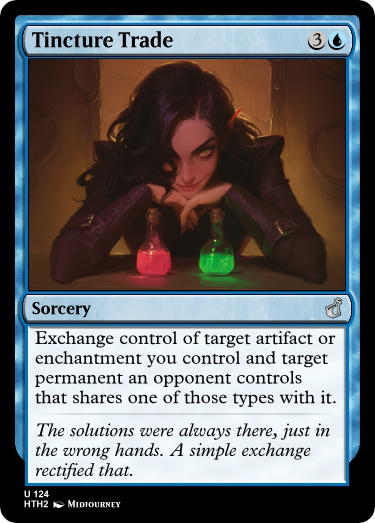 Tincture Trade 3
Sorcery
Exchange control of target artifact or
enchantment you control and target
permanent an opponent controls
that shares one of those types with it.
The solutions were always there, just in
the wrong hands. A simple exchange
rectified that.
U 124
HTH2 Midjourney